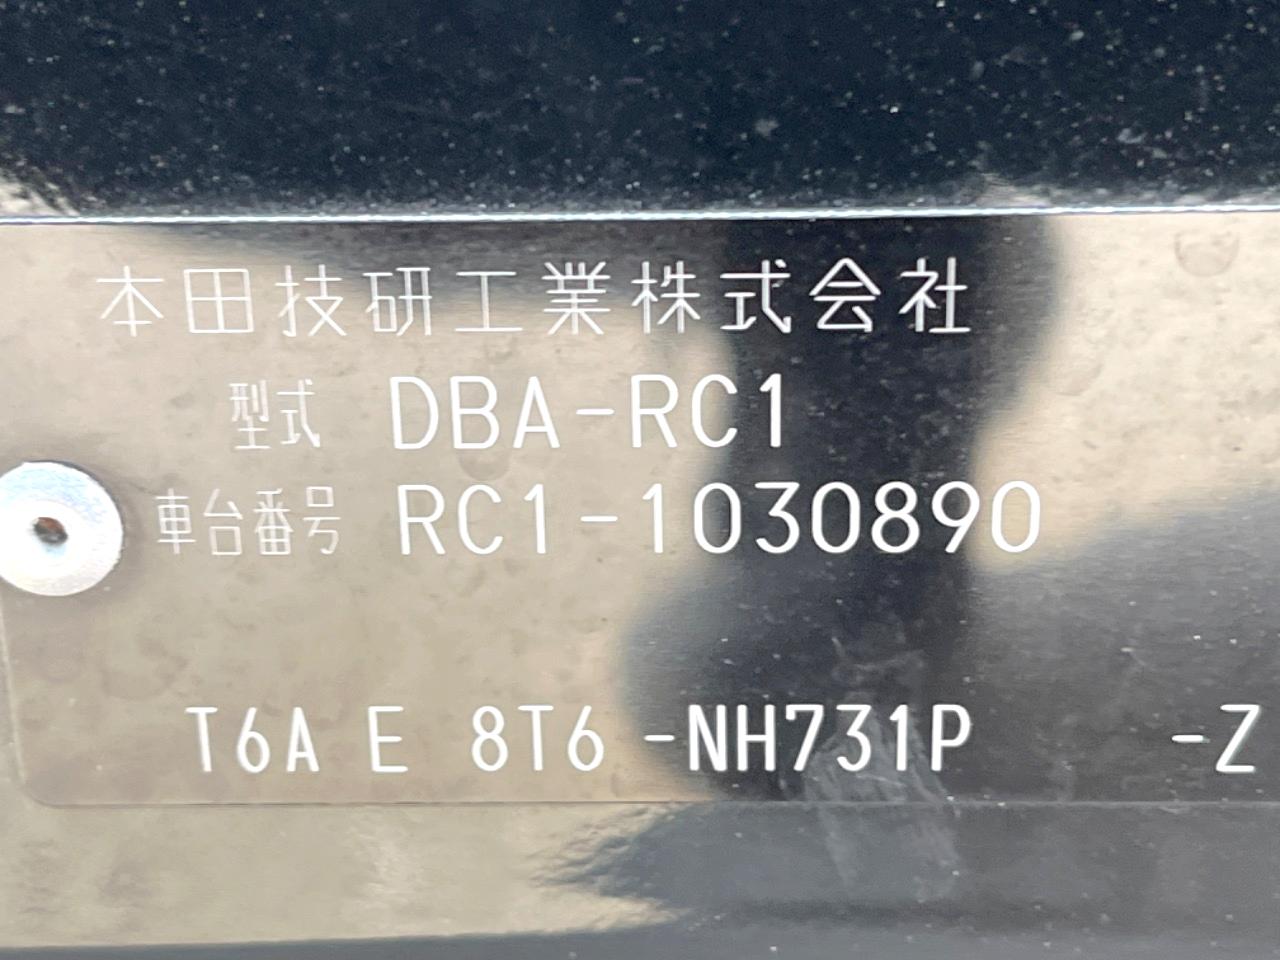 本田技研工業株式会社
型式 DBA-RC1
車台番号 RC1-1030890
T6A E 8T6-NH731P -Z